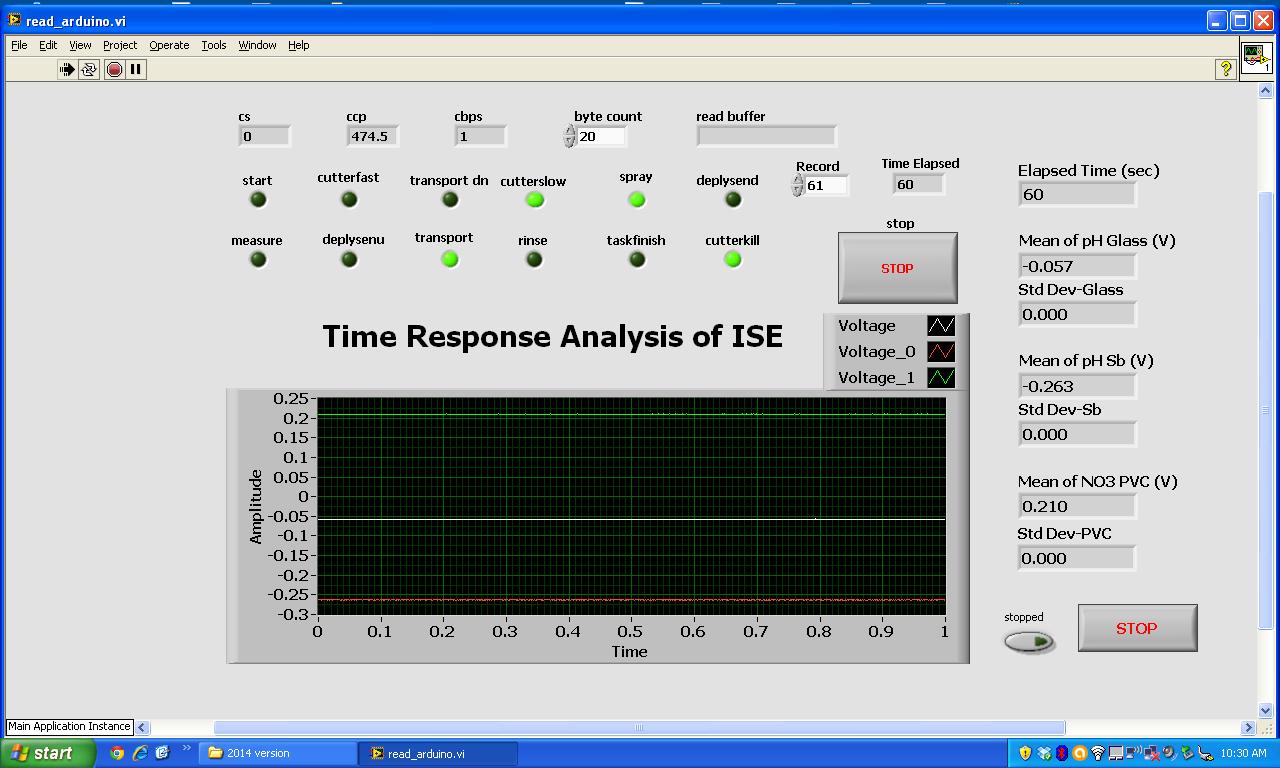 read_arduino.vi
File Edit View Project Operate Tools Window Help
cs ccp cbps byte count read buffer
0 474.5 1 20
Record Time Elapsed
61 60
start cutterfast transport dn cutterslow spray deplysend
measure deplysenu transport rinse taskfinish cutterkill
stop
STOP
Elapsed Time (sec)
60
Mean of pH Glass (V)
-0.057
Std Dev-Glass
0.000
Mean of pH Sb (V)
-0.263
Std Dev-Sb
0.000
Mean of NO3 PVC (V)
0.210
Std Dev-PVC
0.000
Time Response Analysis of ISE
Voltage
Voltage_0
Voltage_1
Amplitude
0.25
0.2
0.15
0.1
0.05
0
-0.05
-0.1
-0.15
-0.2
-0.25
-0.3
0 0.1 0.2 0.3 0.4 0.5 0.6 0.7 0.8 0.9 1
Time
stopped
STOP
Main Application Instance
start 2014 version read_arduino.vi 10:30 AM